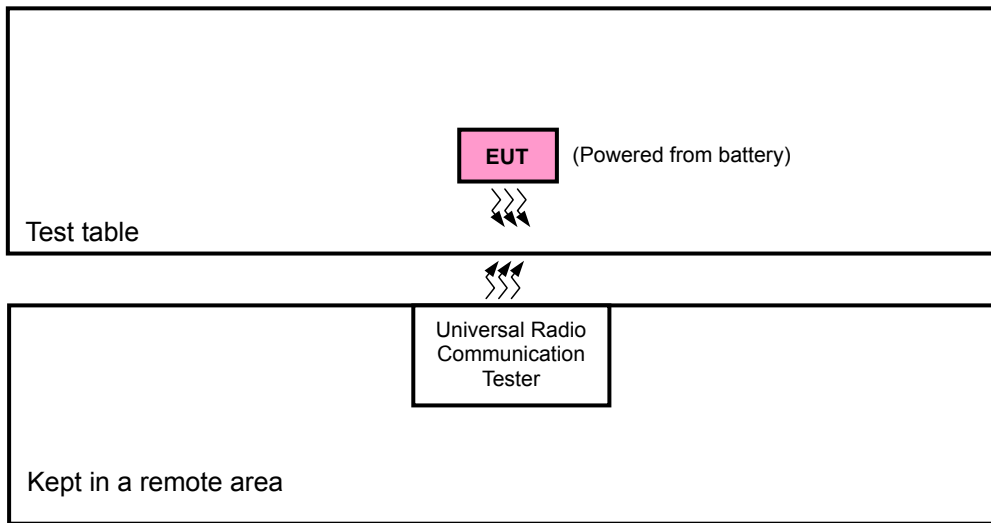 EUT
(Powered from battery)
Test table
Universal Radio
Communication
Tester
Kept in a remote area